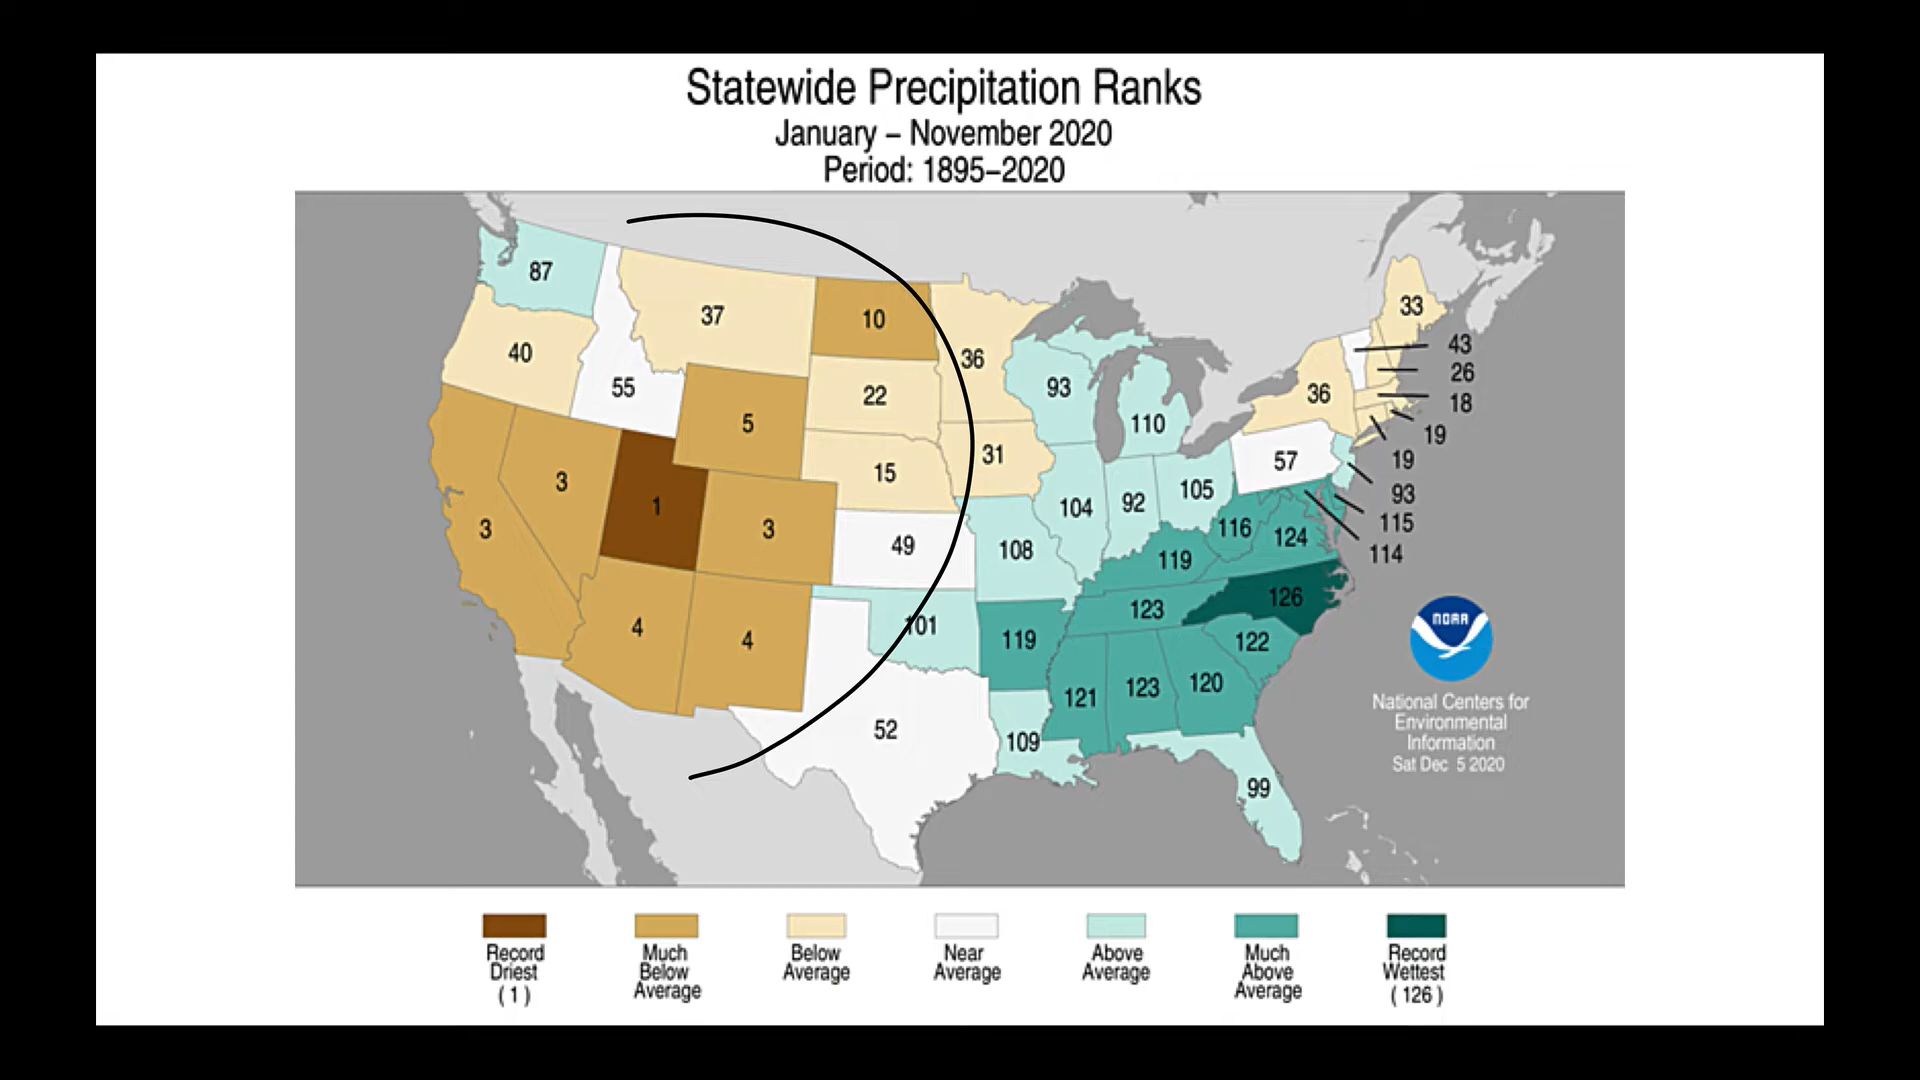 Statewide Precipitation Ranks
January – November 2020
Period: 1895–2020
87
37
10
33
40
55
22
36
43
26
5
93
110
36
18
19
3
1
15
31
57
19
3
3
104
92
105
93
49
108
116
124
115
119
114
4
4
101
119
123
126
122
52
121
123
120
109
99
NOAA
National Centers for
Environmental
Information
Sat Dec 5 2020
Record
Driest
( 1 )
Much
Below
Average
Below
Average
Near
Average
Above
Average
Much
Above
Average
Record
Wettest
( 126 )